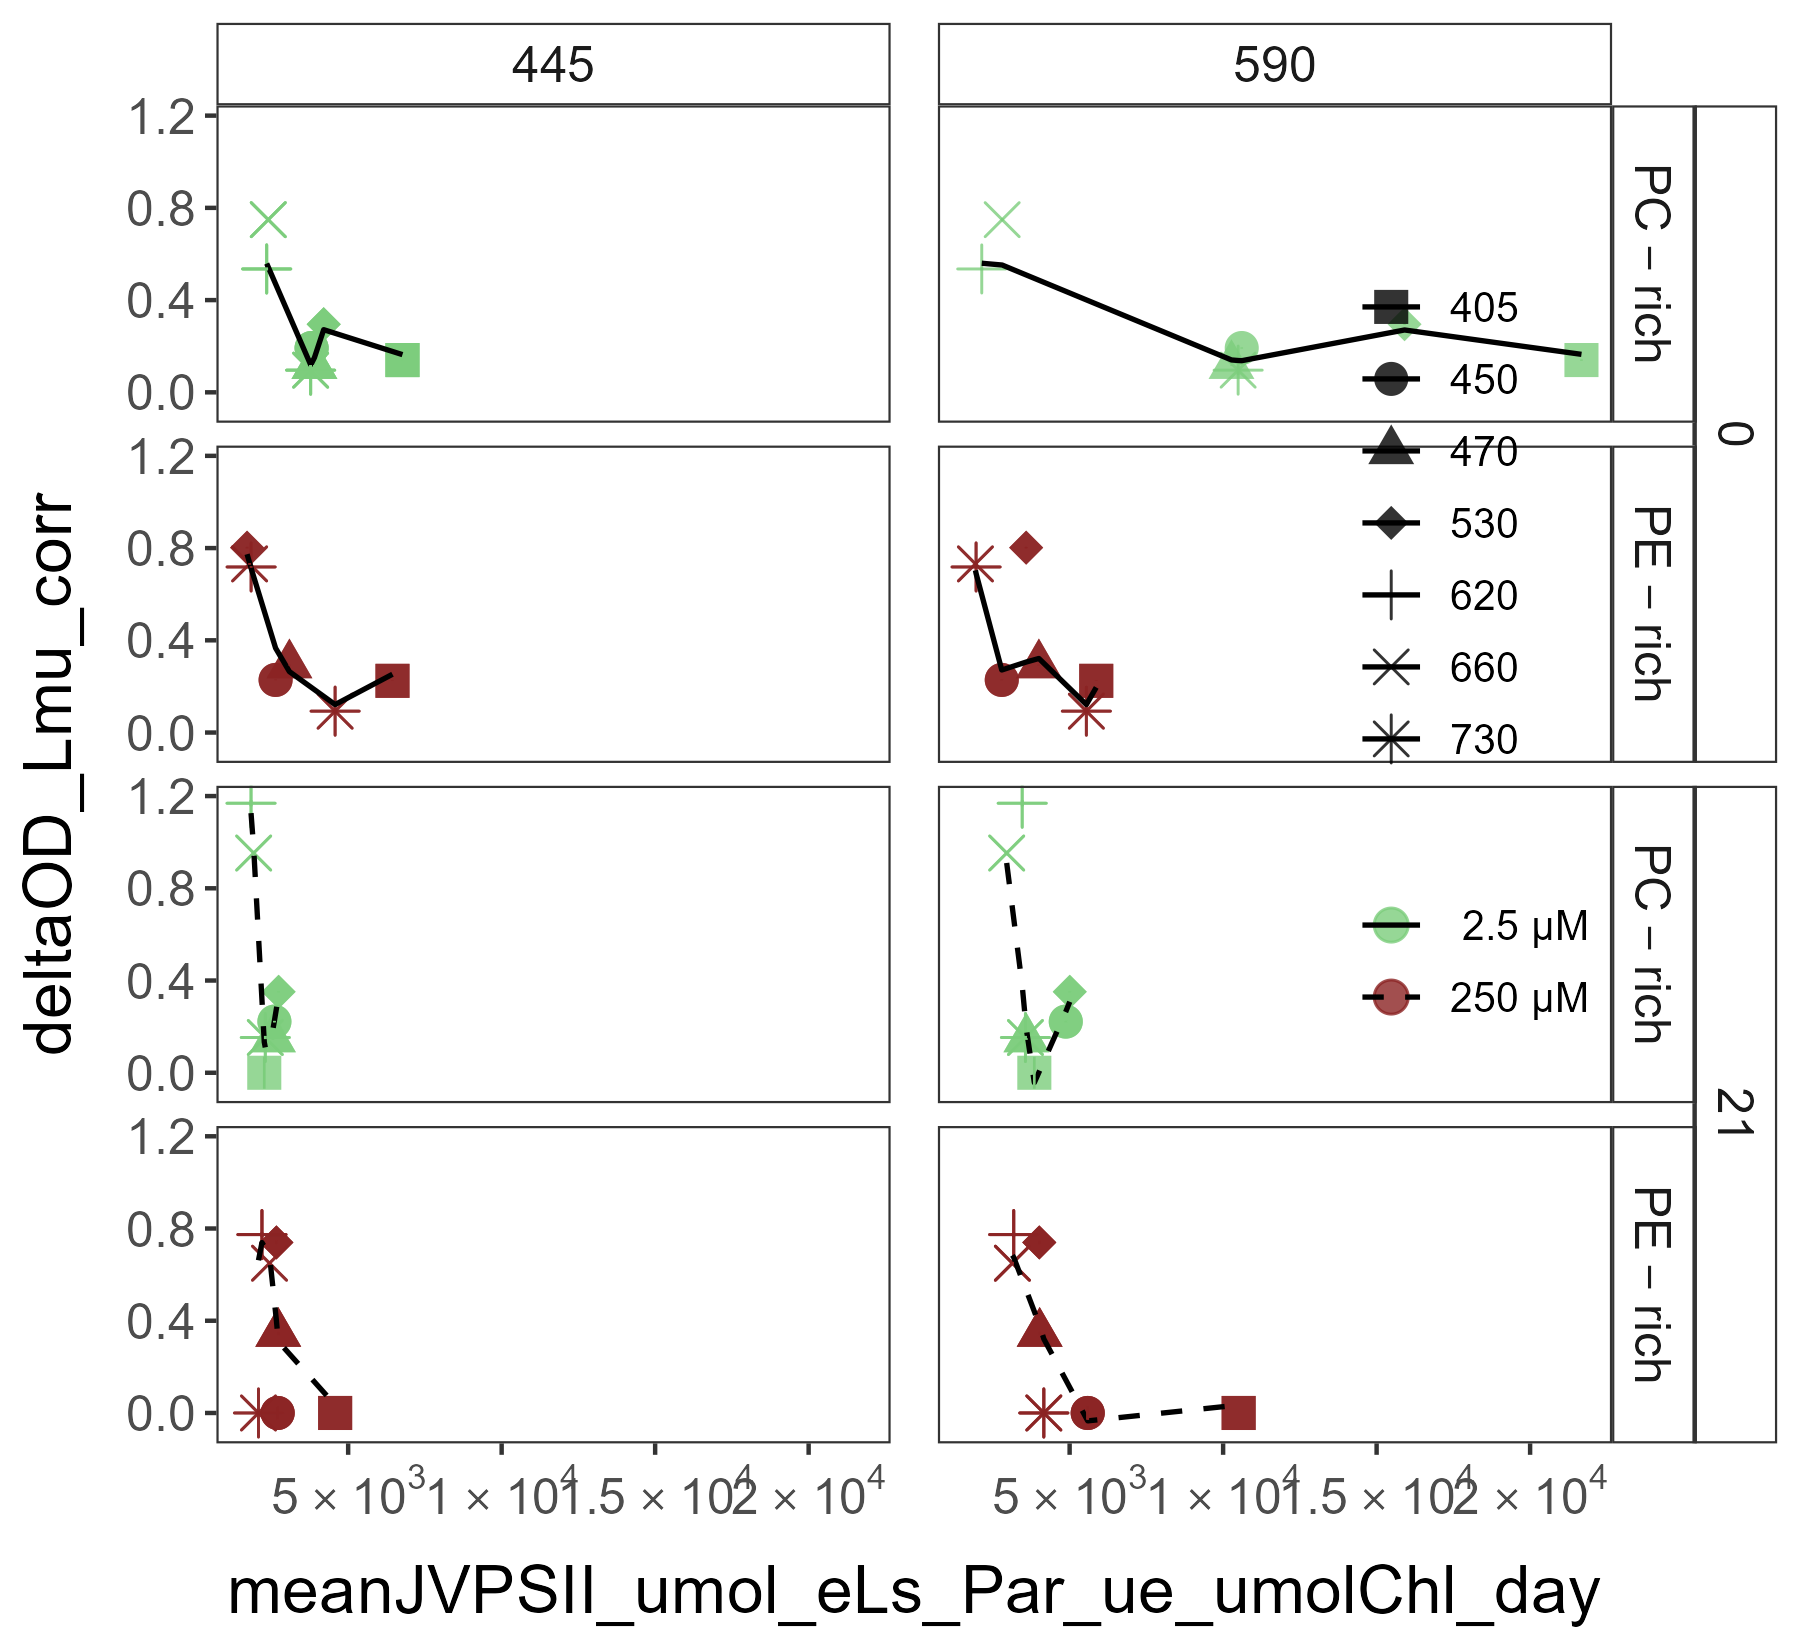 445
590
1.2
0.8
0.4
0.0
PC – rich
0
405
450
1.2
0.8
0.4
0.0
PE – rich
470
530
620
660
730
1.2
0.8
0.4
0.0
PC – rich
21
2.5 µM
250 µM
1.2
0.8
0.4
0.0
PE – rich
5 × 10³
1 × 10⁴
1.5 × 10⁴
2 × 10⁴
5 × 10³
1 × 10⁴
1.5 × 10⁴
2 × 10⁴
deltaOD_Lmu_corr
meanJVPSII_umol_eLs_Par_ue_umolChl_day